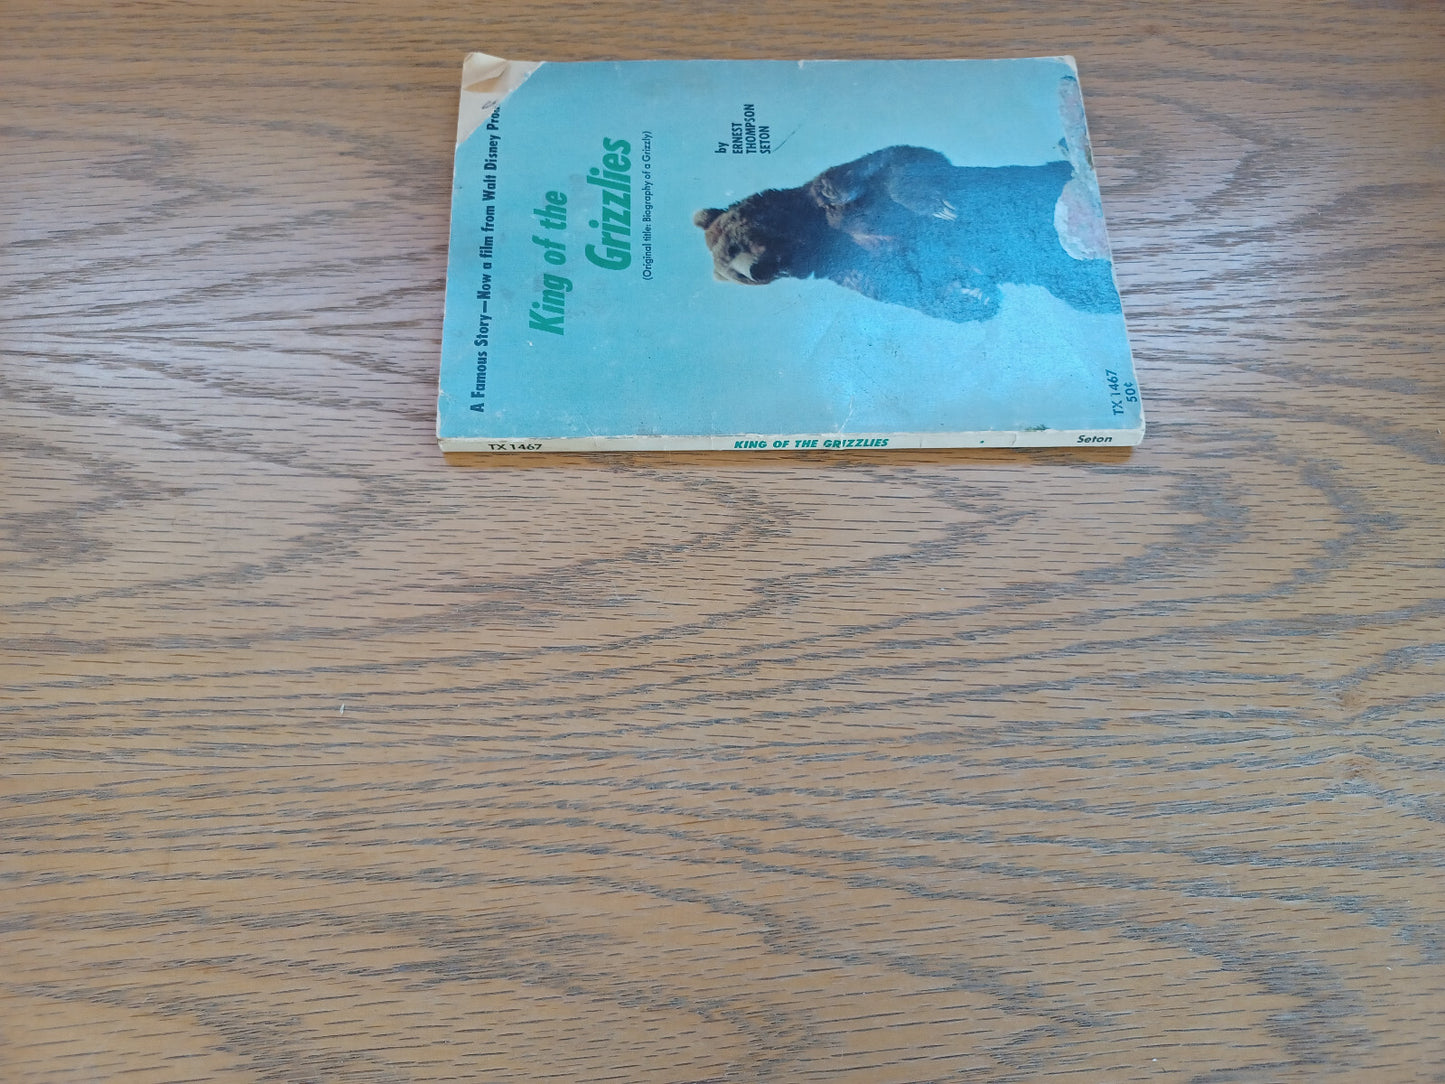 A Famous Story—Now a film from Walt Disney
King of the
Grizzlies
(Original title: Biography of a Grizzly)
by
ERNEST
THOMPSON
SETON
TX 1467
50¢
TX 1467 KING OF THE GRIZZLIES Seton